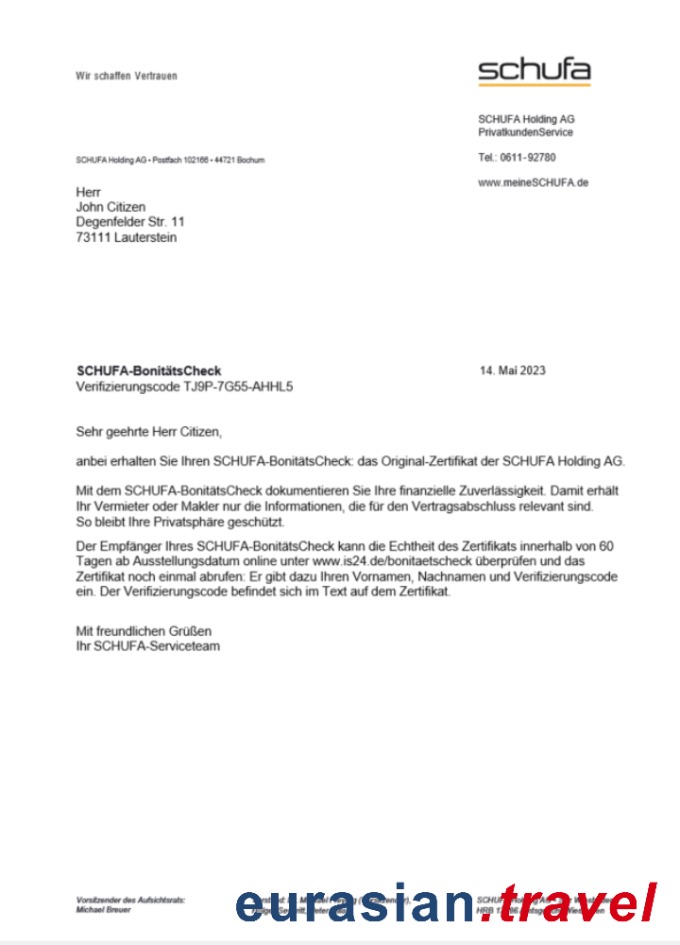 Wir schaffen Vertrauen
schufa
SCHUFA Holding AG
PrivatkundenService
Tel.: 0611-92780
www.meineSCHUFA.de
SCHUFA Holding AG • Postfach 102166 • 44721 Bochum
Herr
John Citizen
Degenfelder Str. 11
73111 Lauterstein
SCHUFA-BonitätsCheck
14. Mai 2023
Verifizierungscode TJ9P-7G55-AHHL5
Sehr geehrte Herr Citizen,
anbei erhalten Sie Ihren SCHUFA-BonitätsCheck: das Original-Zertifikat der SCHUFA Holding AG.
Mit dem SCHUFA-BonitätsCheck dokumentieren Sie Ihre finanzielle Zuverlässigkeit. Damit erhält
Ihr Vermieter oder Makler nur die Informationen, die für den Vertragsabschluss relevant sind.
So bleibt Ihre Privatsphäre geschützt.
Der Empfänger Ihres SCHUFA-BonitätsCheck kann die Echtheit des Zertifikats innerhalb von 60
Tagen ab Ausstellungsdatum online unter www.is24.de/bonitaetscheck überprüfen und das
Zertifikat noch einmal abrufen: Er gibt dazu Ihren Vornamen, Nachnamen und Verifizierungscode
ein. Der Verifizierungscode befindet sich im Text auf dem Zertifikat.
Mit freundlichen Grüßen
Ihr SCHUFA-Serviceteam
Vorsitzender des Aufsichtsrats:
Michael Breuer
eurasian.travel
HRB